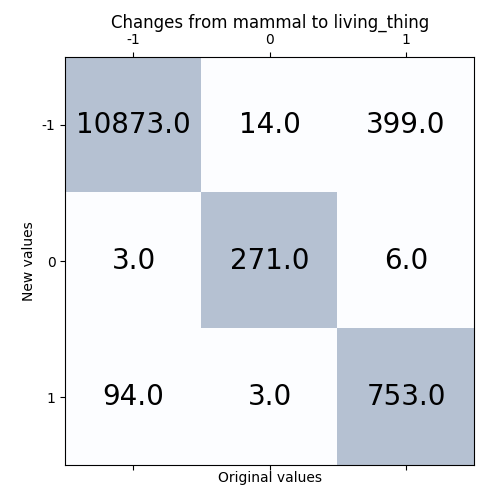 Changes from mammal to living_thing
-1 0 1
-1 10873.0 14.0 399.0
0 3.0 271.0 6.0
1 94.0 3.0 753.0
New values
Original values